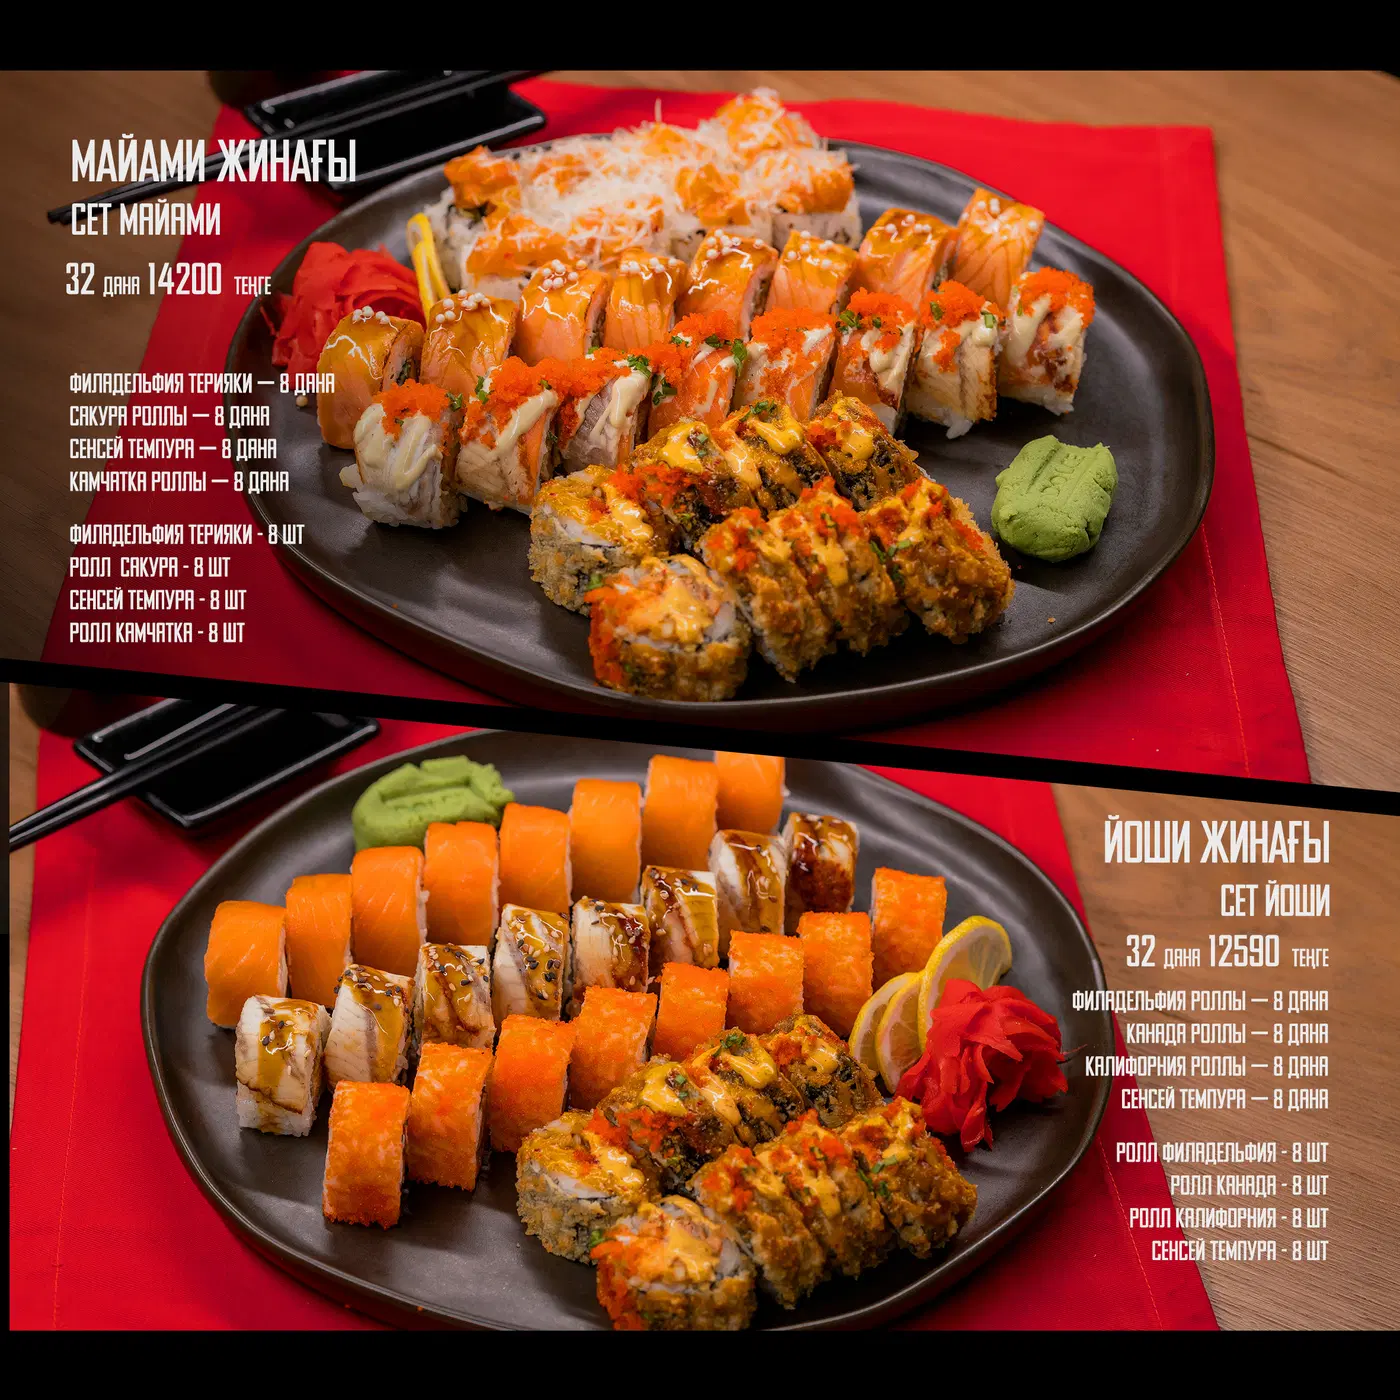 МАЙАМИ ЖИНАҒЫ
СЕТ МАЙАМИ
32 ДАНА 14200 ТЕҢГЕ
ФИЛАДЕЛЬФИЯ ТЕРИЯКИ — 8 ДАНА
САКУРА РОЛЛЫ — 8 ДАНА
СЕНСЕЙ ТЕМПУРА — 8 ДАНА
КАМЧАТКА РОЛЛЫ — 8 ДАНА
ФИЛАДЕЛЬФИЯ ТЕРИЯКИ - 8 ШТ
РОЛЛ САКУРА - 8 ШТ
СЕНСЕЙ ТЕМПУРА - 8 ШТ
РОЛЛ КАМЧАТКА - 8 ШТ
ЙОШИ ЖИНАҒЫ
СЕТ ЙОШИ
32 ДАНА 12590 ТЕҢГЕ
ФИЛАДЕЛЬФИЯ РОЛЛЫ — 8 ДАНА
КАНАДА РОЛЛЫ — 8 ДАНА
КАЛИФОРНИЯ РОЛЛЫ — 8 ДАНА
СЕНСЕЙ ТЕМПУРА — 8 ДАНА
РОЛЛ ФИЛАДЕЛЬФИЯ - 8 ШТ
РОЛЛ КАНАДА - 8 ШТ
РОЛЛ КАЛИФОРНИЯ - 8 ШТ
СЕНСЕЙ ТЕМПУРА - 8 ШТ